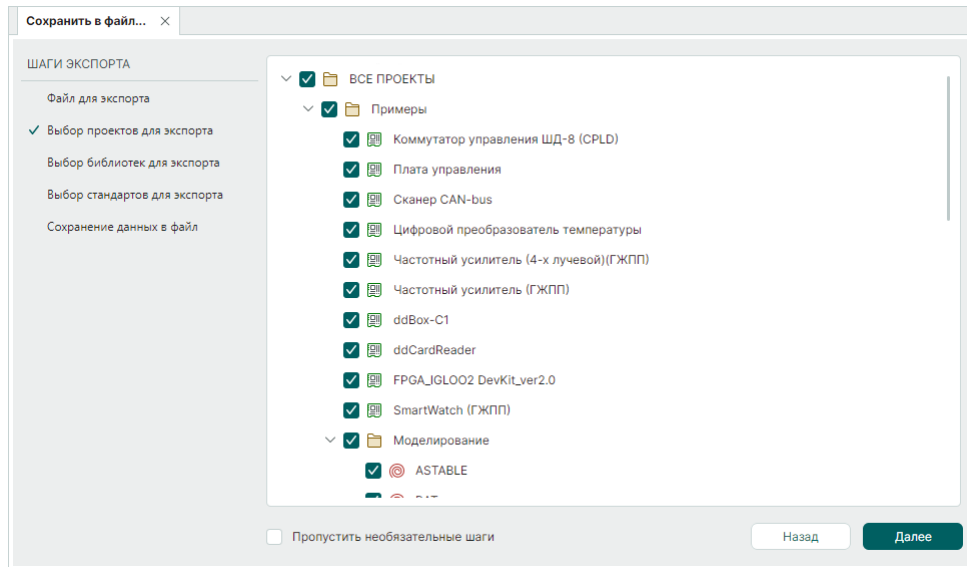 Сохранить в файл...
ШАГИ ЭКСПОРТА
Файл для экспорта
Выбор проектов для экспорта
Выбор библиотек для экспорта
Выбор стандартов для экспорта
Сохранение данных в файл
ВСЕ ПРОЕКТЫ
Примеры
Коммутатор управления ШД-8 (CPLD)
Плата управления
Сканер CAN-bus
Цифровой преобразователь температуры
Частотный усилитель (4-х лучевой)(ГЖПП)
Частотный усилитель (ГЖПП)
ddBox-C1
ddCardReader
FPGA_IGLOO2 DevKit_ver2.0
SmartWatch (ГЖПП)
Моделирование
ASTABLE
Пропустить необязательные шаги
Назад
Далее